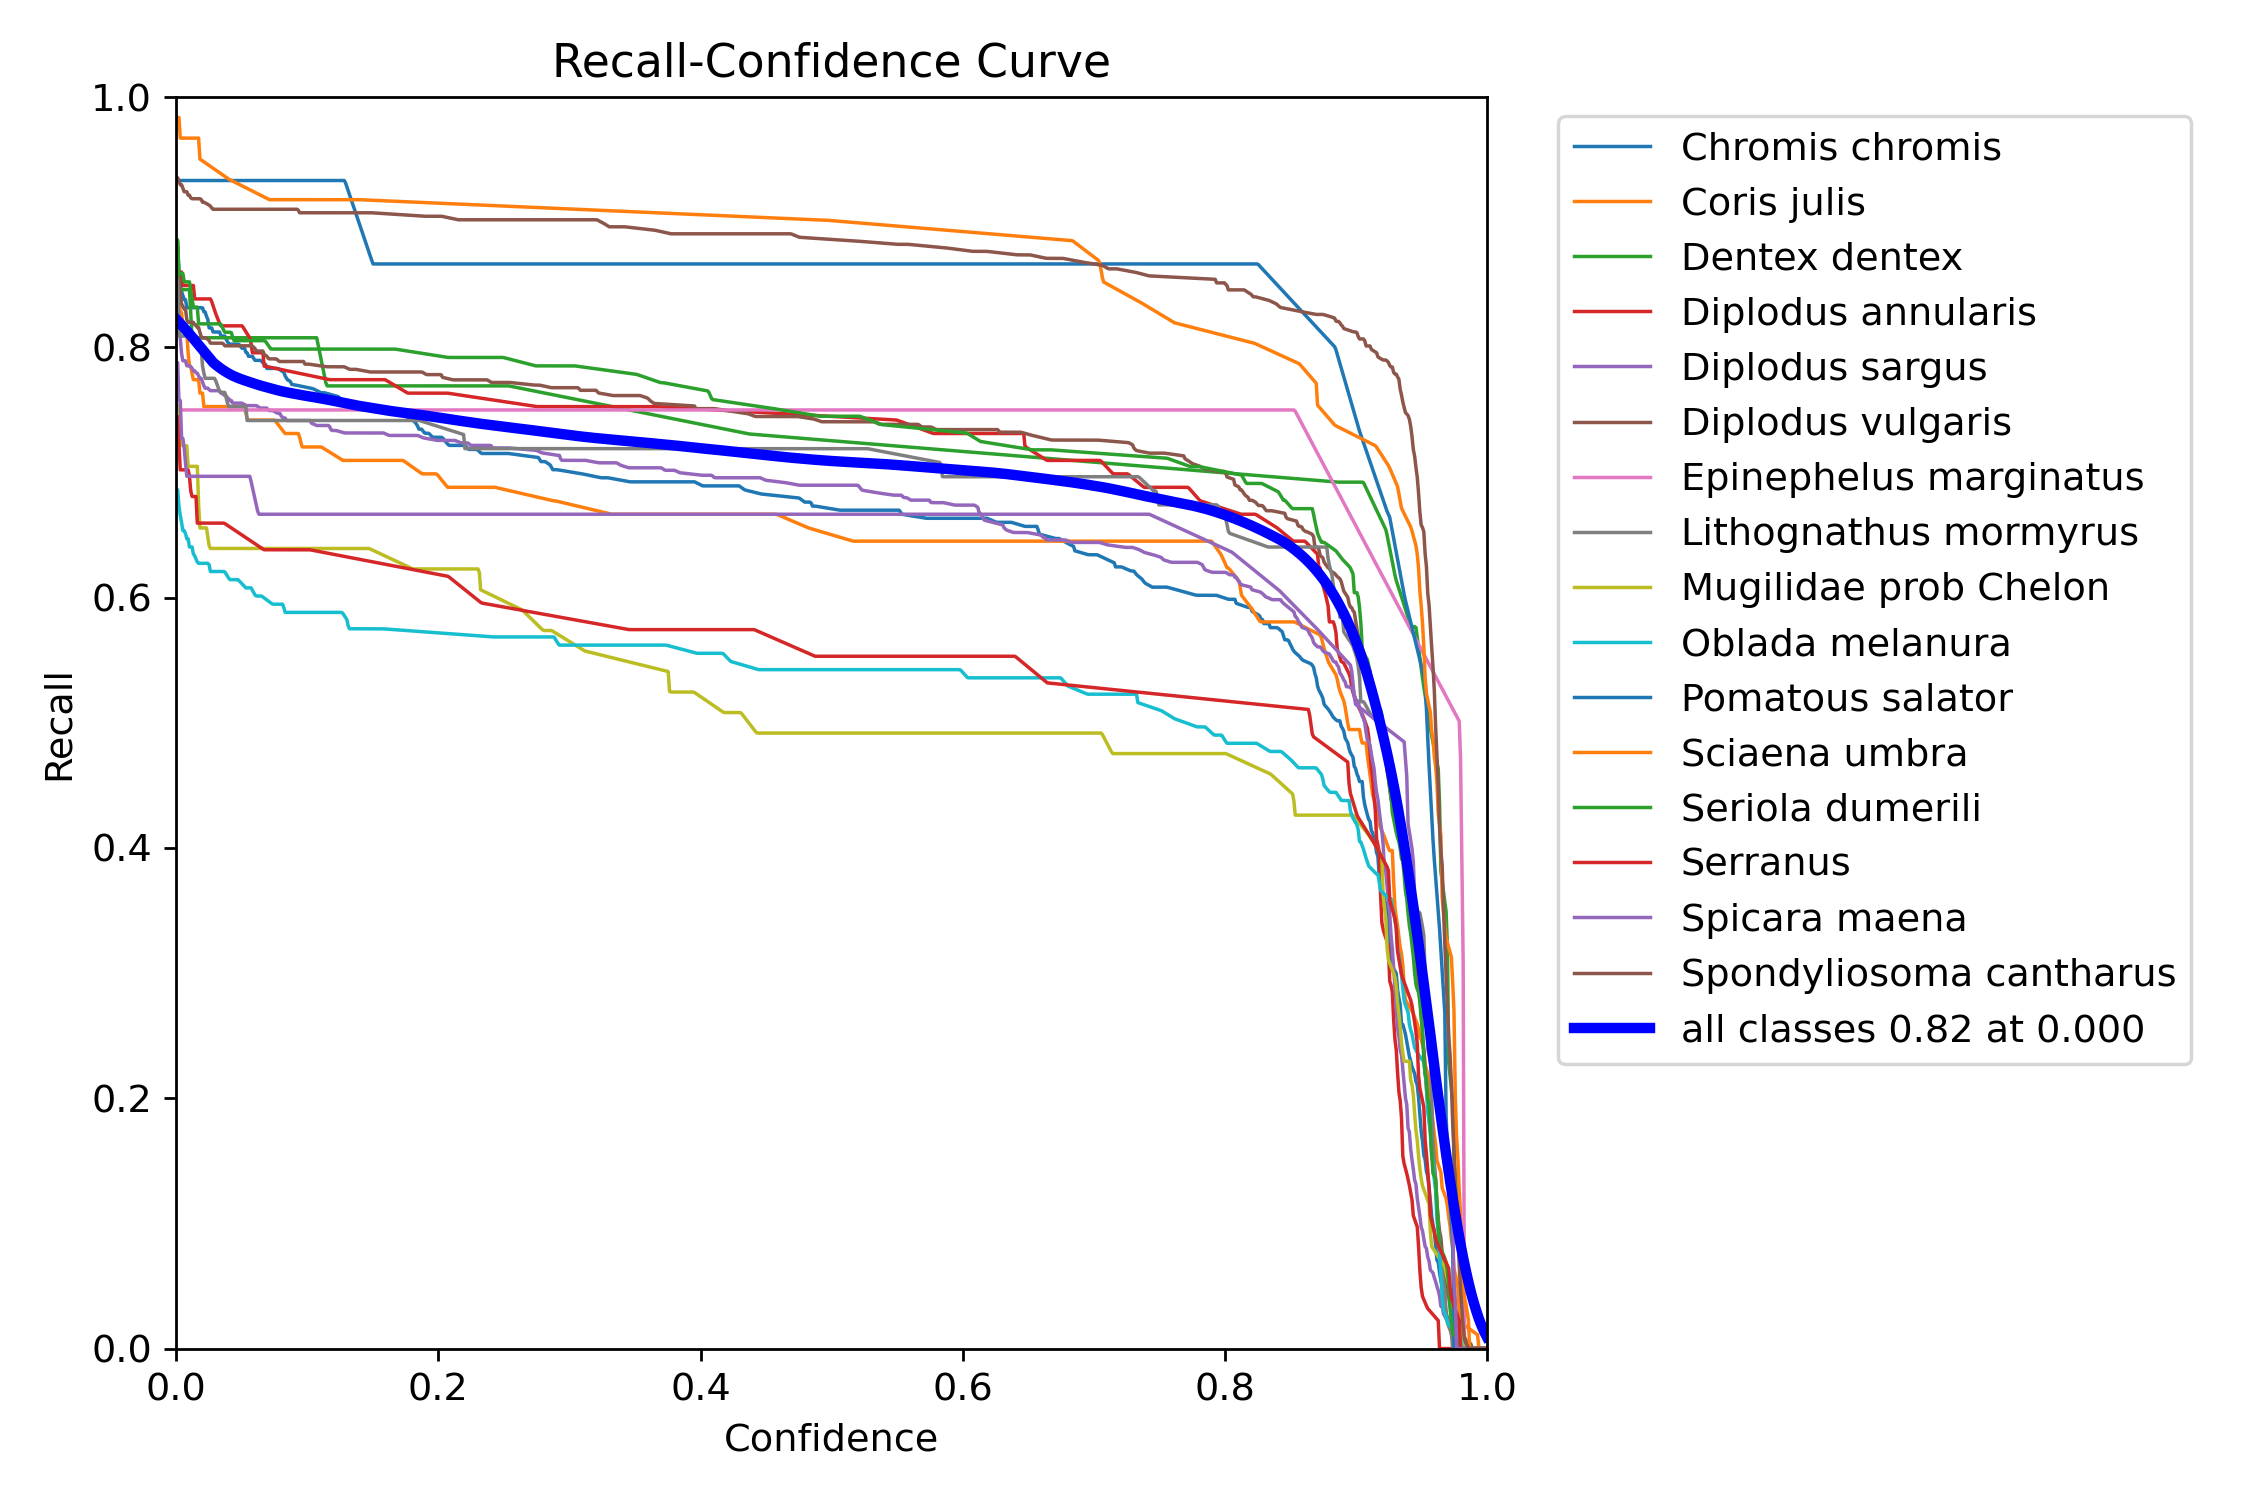 Recall-Confidence Curve
1.0
0.8
0.6
0.4
0.2
0.0
Recall
0.0 0.2 0.4 0.6 0.8 1.0
Confidence
Chromis chromis
Coris julis
Dentex dentex
Diplodus annularis
Diplodus sargus
Diplodus vulgaris
Epinephelus marginatus
Lithognathus mormyrus
Mugilidae prob Chelon
Oblada melanura
Pomatous salator
Sciaena umbra
Seriola dumerili
Serranus
Spicara maena
Spondyliosoma cantharus
all classes 0.82 at 0.000